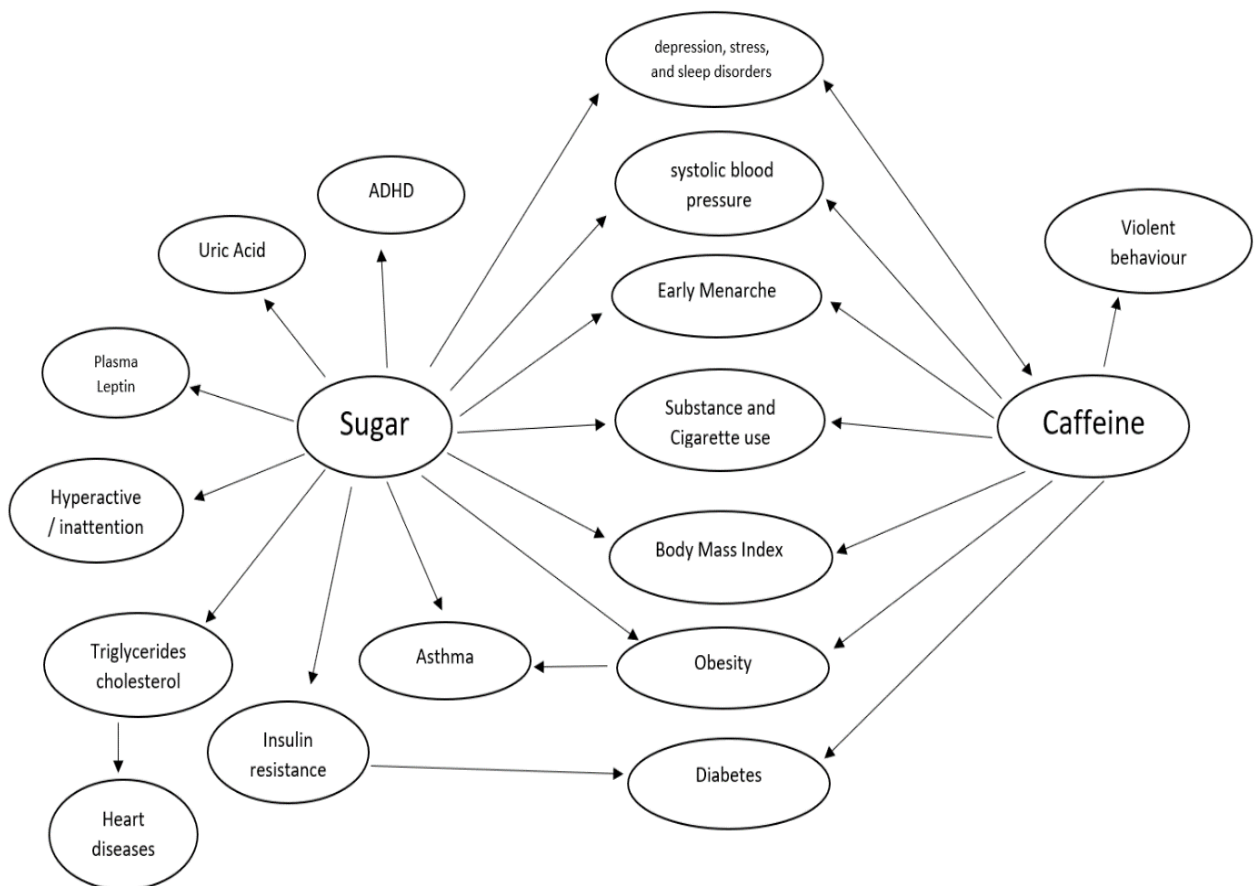 depression, stress,
and sleep disorders
systolic blood
pressure
ADHD
Violent
behaviour
Uric Acid
Early Menarche
Plasma
Leptin
Sugar
Substance and
Cigarette use
Caffeine
Hyperactive
/ inattention
Body Mass Index
Triglycerides
cholesterol
Asthma
Obesity
Insulin
resistance
Diabetes
Heart
diseases